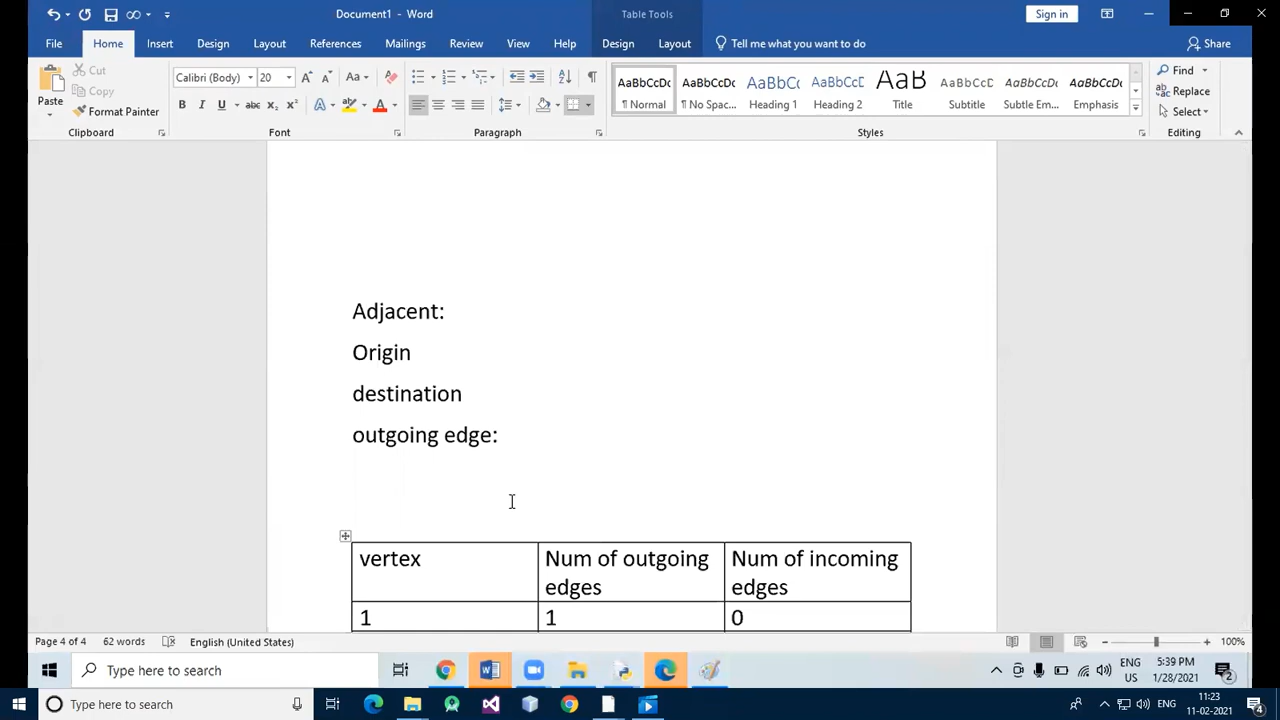 Document1 - Word
Table Tools
Sign in
File
Home
Insert
Design
Layout
References
Mailings
Review
View
Help
Design
Layout
Tell me what you want to do
Share
Paste
Cut
Copy
Format Painter
Clipboard
Calibri (Body)
20
Font
Paragraph
AaBbCcDc
¶ Normal
AaBbCcDc
¶ No Spac...
AaBbCc
Heading 1
AaBbCcD
Heading 2
AaB
Title
AaBbCcD
Subtitle
AaBbCcDc
Subtle Em...
AaBbCcDc
Emphasis
Styles
Find
Replace
Select
Editing
Adjacent:
Origin
destination
outgoing edge:
vertex
Num of outgoing edges
Num of incoming edges
1
1
0
Page 4 of 4
62 words
English (United States)
100%
Type here to search
ENG
US
5:39 PM
1/28/2021
2
Type here to search
ENG
11:23
11-02-2021
4